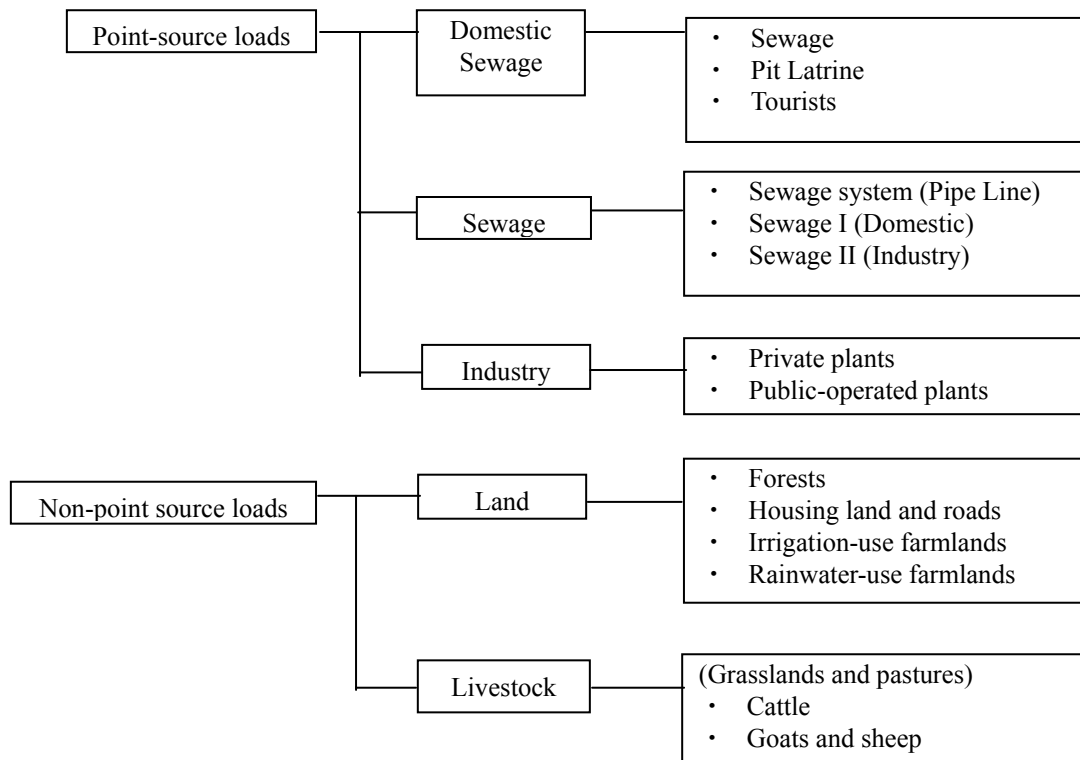 Point-source loads
Domestic
Sewage
・ Sewage
・ Pit Latrine
・ Tourists
Sewage
・ Sewage system (Pipe Line)
・ Sewage I (Domestic)
・ Sewage II (Industry)
Industry
・ Private plants
・ Public-operated plants
Non-point source loads
Land
・ Forests
・ Housing land and roads
・ Irrigation-use farmlands
・ Rainwater-use farmlands
Livestock
(Grasslands and pastures)
・ Cattle
・ Goats and sheep